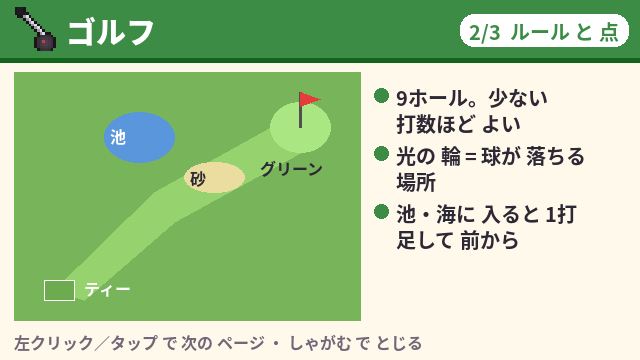 ゴルフ
2/3 ルール と 点
池
砂
グリーン
ティー
9ホール。少ない
打数ほど よい
光の 輪＝球が 落ちる
場所
池・海に 入ると 1打
足して 前から
左クリック／タップ で 次の ページ ・ しゃがむ で とじる